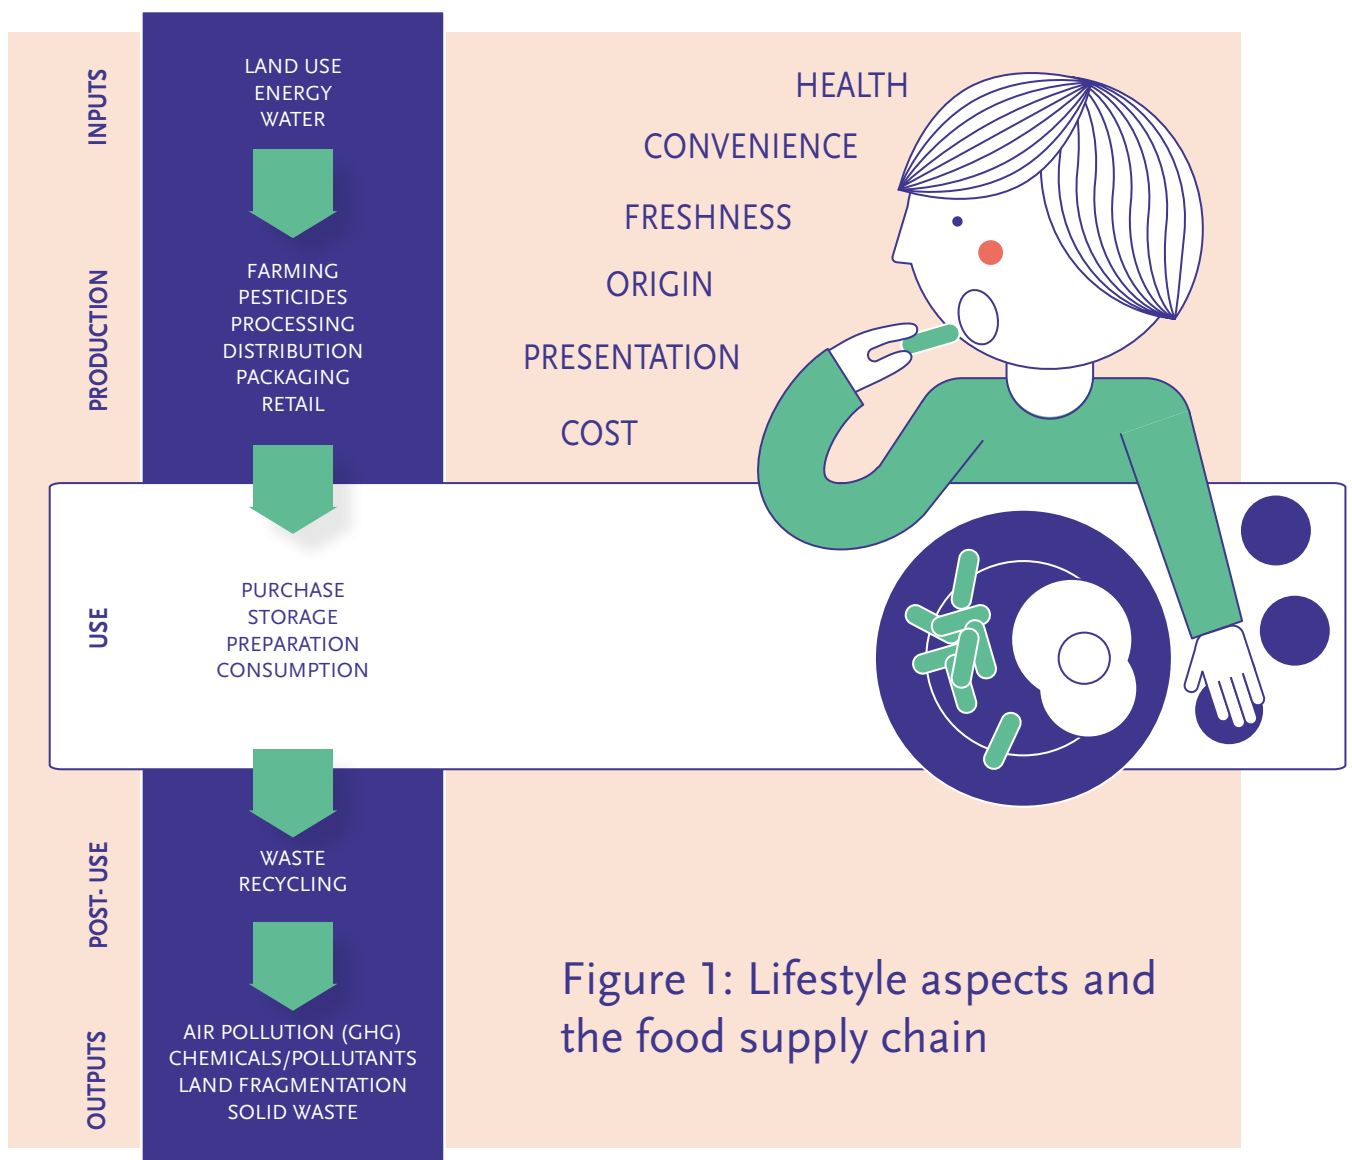 INPUTS
LAND USE
ENERGY
WATER
PRODUCTION
FARMING
PESTICIDES
PROCESSING
DISTRIBUTION
PACKAGING
RETAIL
USE
PURCHASE
STORAGE
PREPARATION
CONSUMPTION
POST- USE
WASTE
RECYCLING
OUTPUTS
AIR POLLUTION (GHG)
CHEMICALS/POLLUTANTS
LAND FRAGMENTATION
SOLID WASTE
HEALTH
CONVENIENCE
FRESHNESS
ORIGIN
PRESENTATION
COST
Figure 1: Lifestyle aspects and
the food supply chain